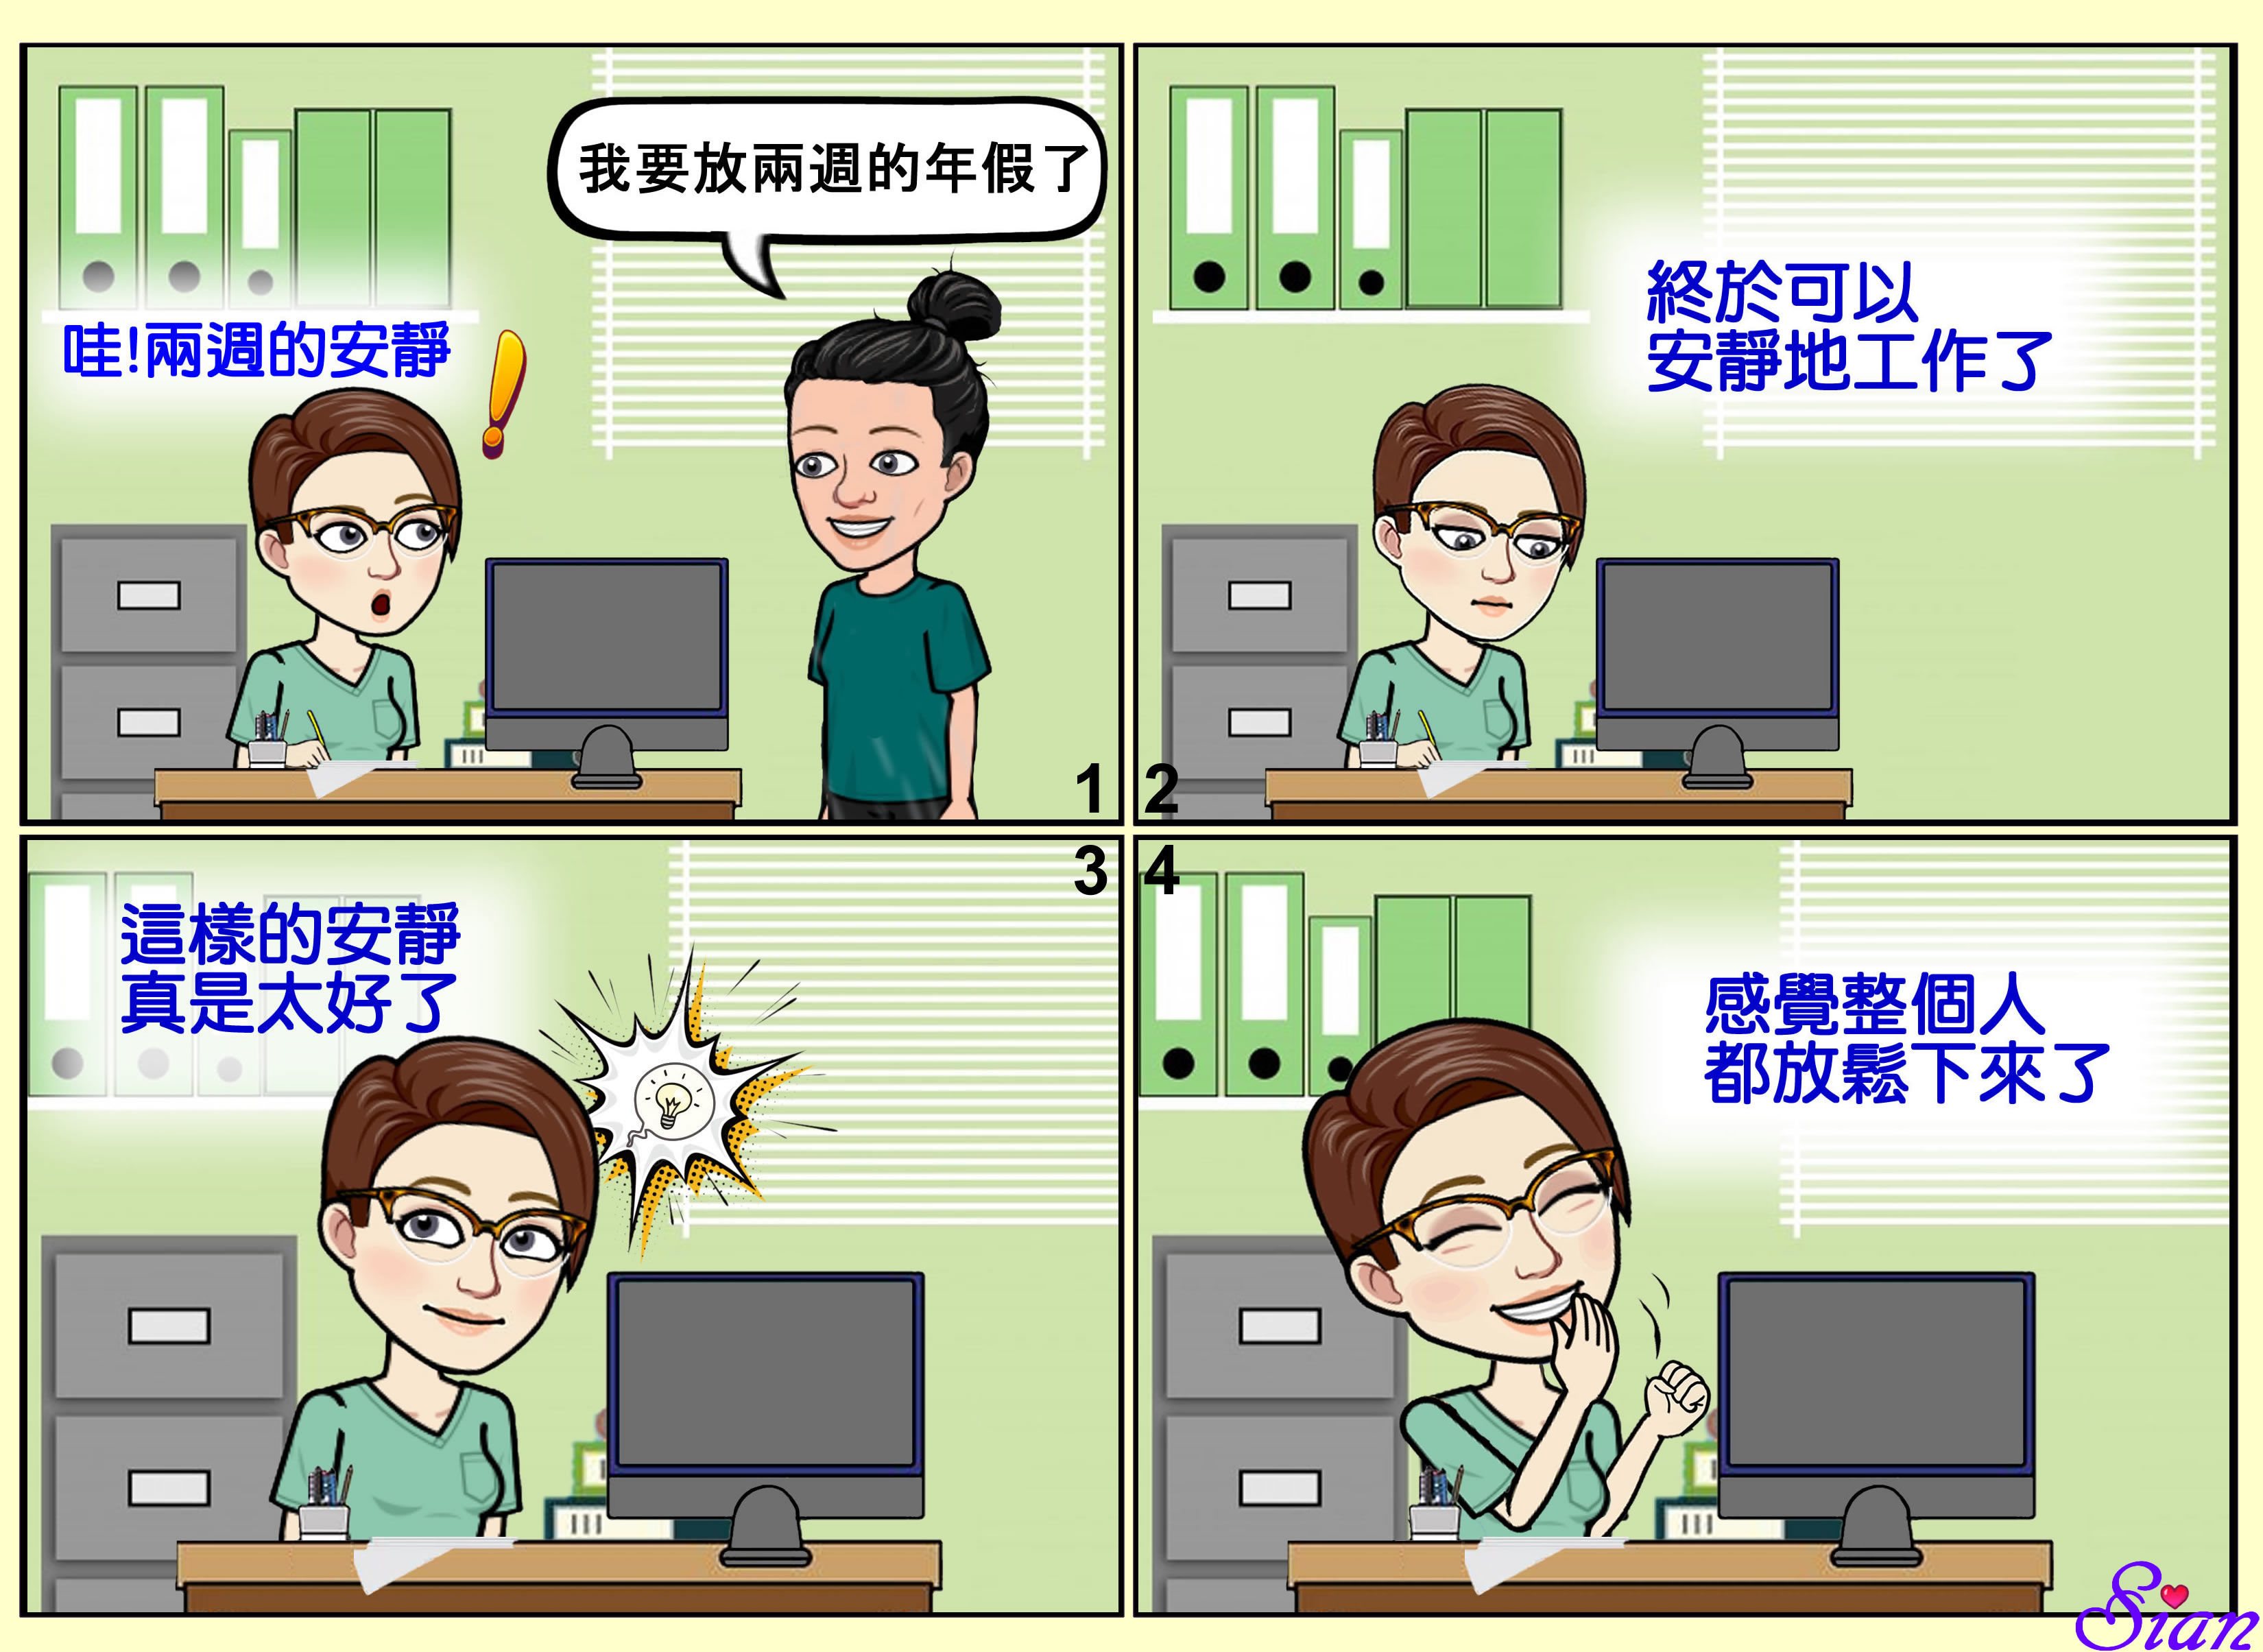 我要放兩週的年假了
哇!兩週的安靜
1
終於可以
安靜地工作了
2
這樣的安靜
真是太好了
3
感覺整個人
都放鬆下來了
4
Sian